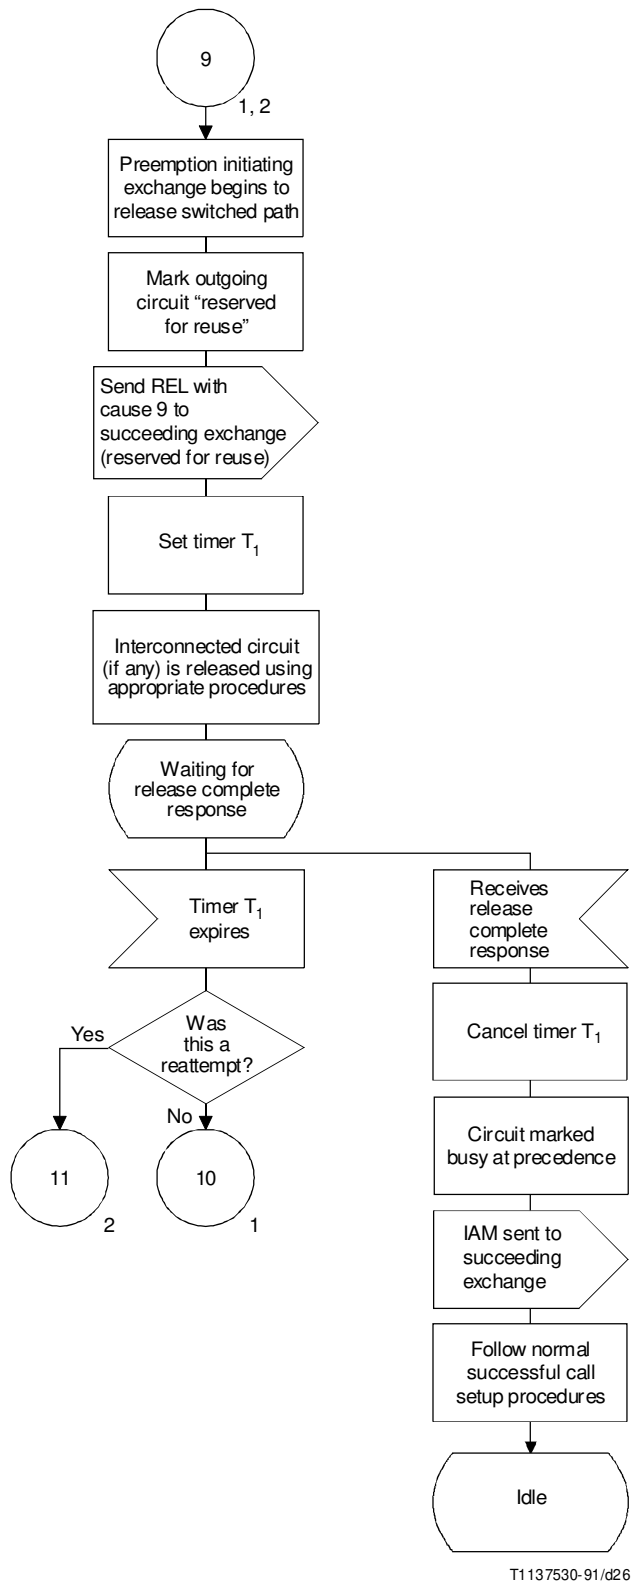 9
1, 2
Preemption initiating
exchange begins to
release switched path
Mark outgoing
circuit “reserved
for reuse”
Send REL with
cause 9 to
succeeding exchange
(reserved for reuse)
Set timer T1
Interconnected circuit
(if any) is released using
appropriate procedures
Waiting for
release complete
response
Timer T1
expires
Was
this a
reattempt?
Yes
No
11
2
10
1
Receives
release
complete
response
Cancel timer T1
Circuit marked
busy at precedence
IAM sent to
succeeding
exchange
Follow normal
successful call
setup procedures
Idle
T1137530-91/d26